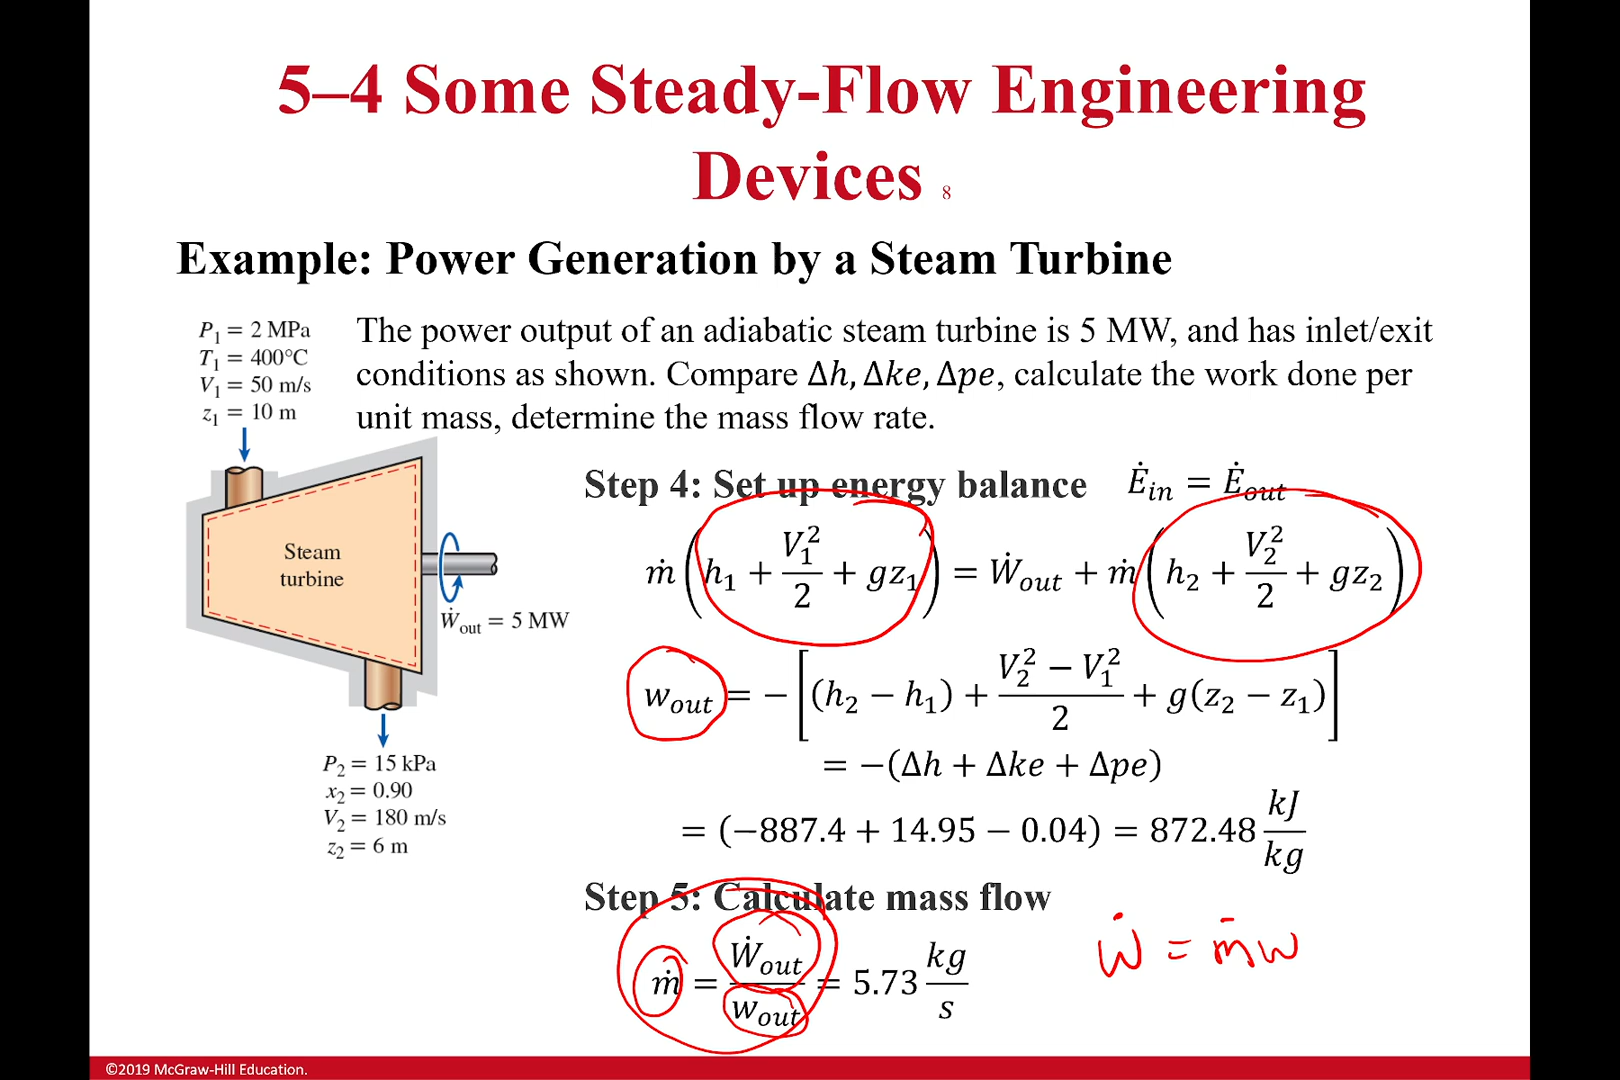 5–4 Some Steady-Flow Engineering
Devices 8
Example: Power Generation by a Steam Turbine
P₁ = 2 MPa
T₁ = 400°C
V₁ = 50 m/s
z₁ = 10 m
The power output of an adiabatic steam turbine is 5 MW, and has inlet/exit
conditions as shown. Compare Δh, Δke, Δpe, calculate the work done per
unit mass, determine the mass flow rate.
Steam
turbine
Ẇout = 5 MW
P₂ = 15 kPa
x₂ = 0.90
V₂ = 180 m/s
z₂ = 6 m
Step 4: Set up energy balance Ėin = Ėout
ṁ(h₁ + V₁²/2 + gz₁) = Ẇout + ṁ(h₂ + V₂²/2 + gz₂)
wout = −[(h₂ − h₁) + (V₂² − V₁²)/2 + g(z₂ − z₁)]
= −(Δh + Δke + Δpe)
= (−887.4 + 14.95 − 0.04) = 872.48 kJ/kg
Step 5: Calculate mass flow
ṁ = Ẇout/wout = 5.73 kg/s
Ẇ = ṁw
©2019 McGraw-Hill Education.